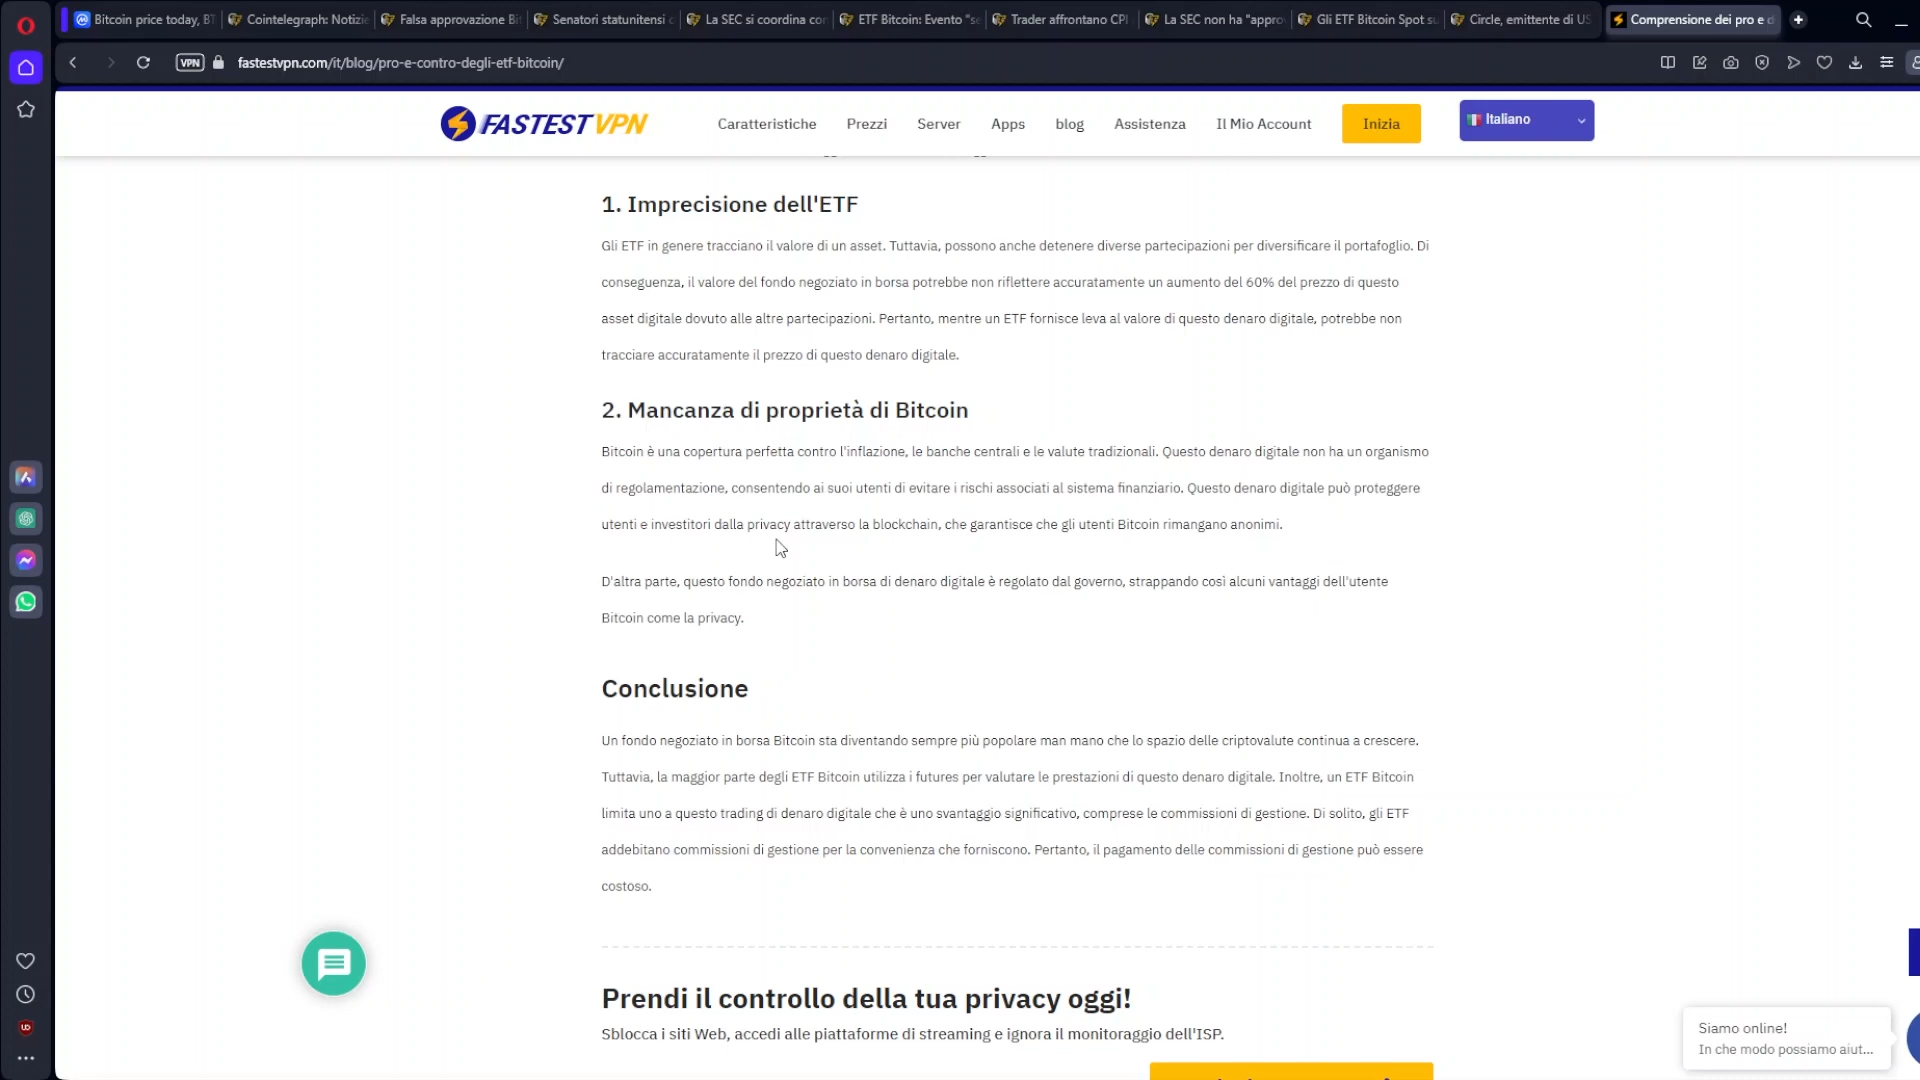 Bitcoin price today, BT
Cointelegraph: Notizie
Falsa approvazione Bi
Senatori statunitensi c
La SEC si coordina con
ETF Bitcoin: Evento "se
Trader affrontano CPI
La SEC non ha "appro
Gli ETF Bitcoin Spot su
Circle, emittente di US
Comprensione dei pro e d
VPN
fastestvpn.com/it/blog/pro-e-contro-degli-etf-bitcoin/
FASTESTVPN
Caratteristiche
Prezzi
Server
Apps
blog
Assistenza
Il Mio Account
Inizia
Italiano
1. Imprecisione dell'ETF
Gli ETF in genere tracciano il valore di un asset. Tuttavia, possono anche detenere diverse partecipazioni per diversificare il portafoglio. Di
conseguenza, il valore del fondo negoziato in borsa potrebbe non riflettere accuratamente un aumento del 60% del prezzo di questo
asset digitale dovuto alle altre partecipazioni. Pertanto, mentre un ETF fornisce leva al valore di questo denaro digitale, potrebbe non
tracciare accuratamente il prezzo di questo denaro digitale.
2. Mancanza di proprietà di Bitcoin
Bitcoin è una copertura perfetta contro l'inflazione, le banche centrali e le valute tradizionali. Questo denaro digitale non ha un organismo
di regolamentazione, consentendo ai suoi utenti di evitare i rischi associati al sistema finanziario. Questo denaro digitale può proteggere
utenti e investitori dalla privacy attraverso la blockchain, che garantisce che gli utenti Bitcoin rimangano anonimi.
D'altra parte, questo fondo negoziato in borsa di denaro digitale è regolato dal governo, strappando così alcuni vantaggi dell'utente
Bitcoin come la privacy.
Conclusione
Un fondo negoziato in borsa Bitcoin sta diventando sempre più popolare man mano che lo spazio delle criptovalute continua a crescere.
Tuttavia, la maggior parte degli ETF Bitcoin utilizza i futures per valutare le prestazioni di questo denaro digitale. Inoltre, un ETF Bitcoin
limita uno a questo trading di denaro digitale che è uno svantaggio significativo, comprese le commissioni di gestione. Di solito, gli ETF
addebitano commissioni di gestione per la convenienza che forniscono. Pertanto, il pagamento delle commissioni di gestione può essere
costoso.
Prendi il controllo della tua privacy oggi!
Sblocca i siti Web, accedi alle piattaforme di streaming e ignora il monitoraggio dell'ISP.
Siamo online!
In che modo possiamo aiut...